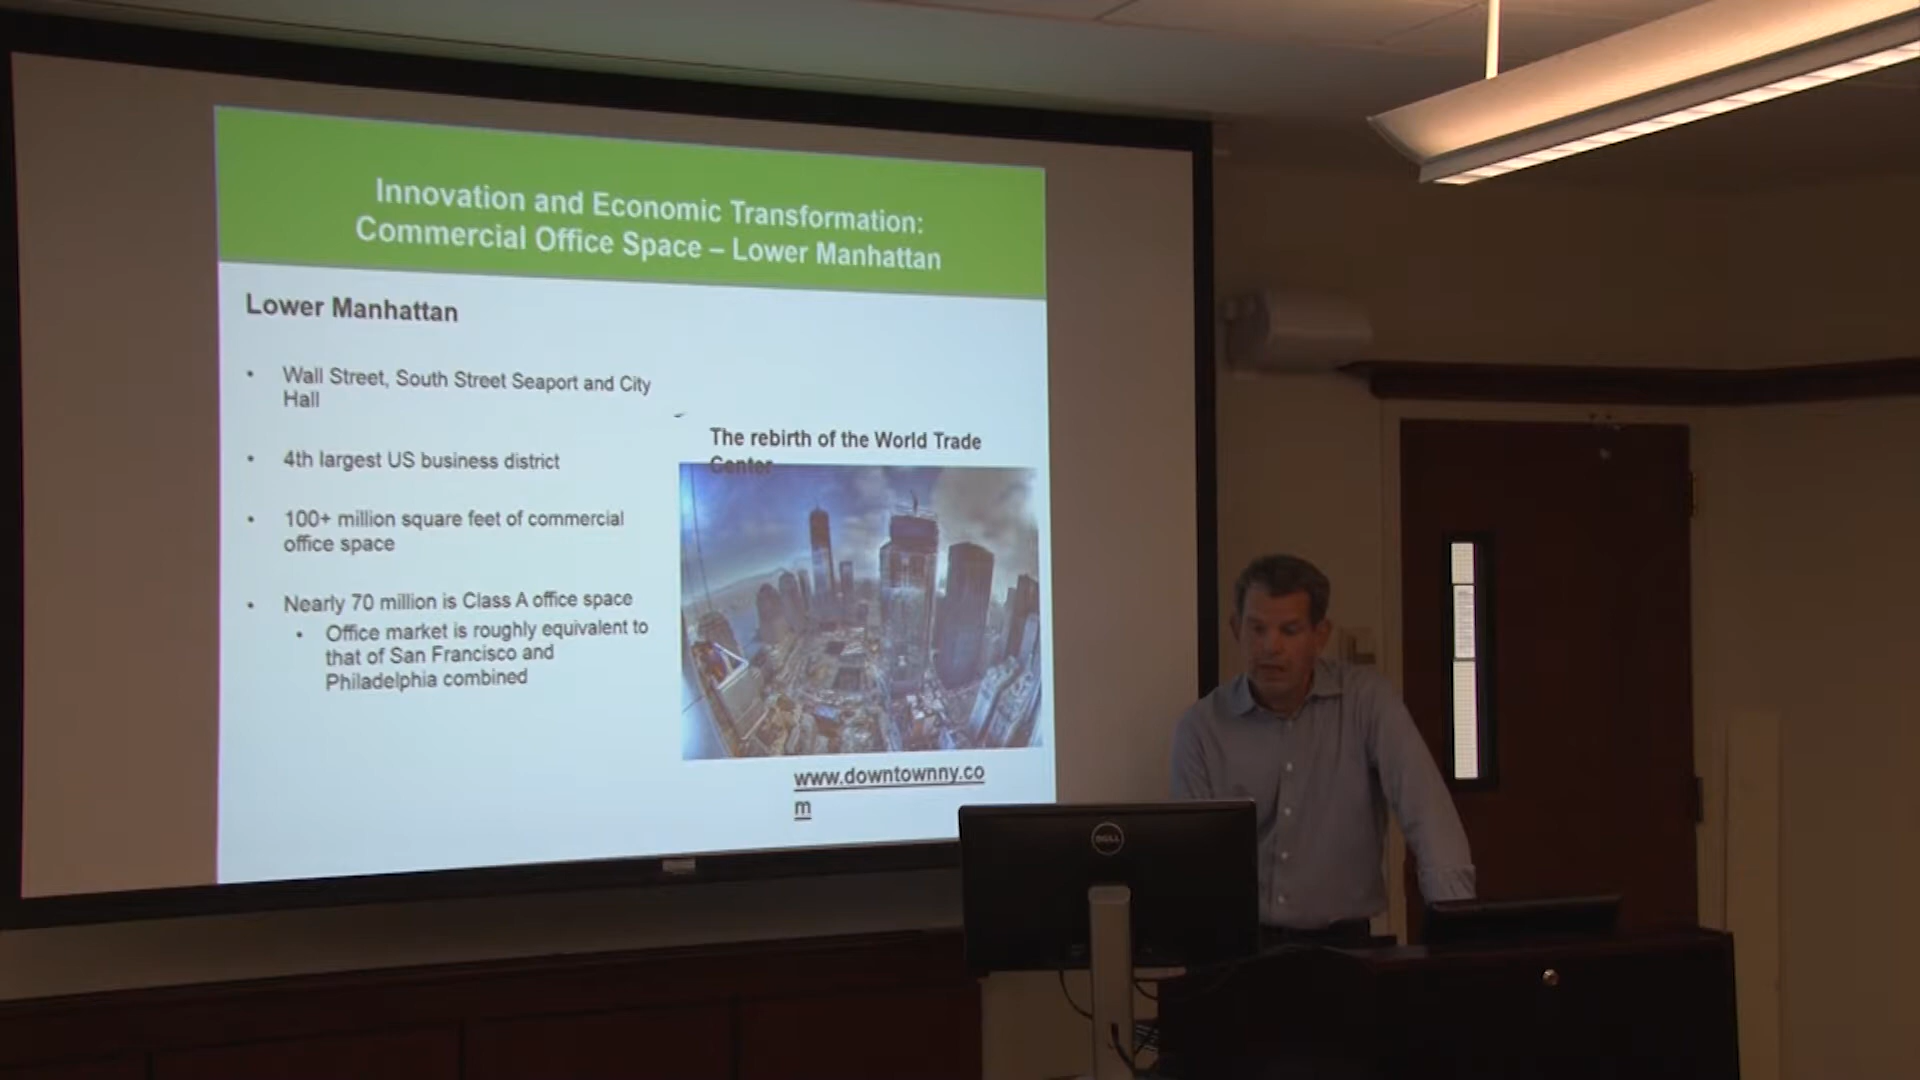 Innovation and Economic Transformation:
Commercial Office Space – Lower Manhattan
Lower Manhattan
• Wall Street, South Street Seaport and City
Hall
• 4th largest US business district
• 100+ million square feet of commercial
office space
• Nearly 70 million is Class A office space
• Office market is roughly equivalent to
that of San Francisco and
Philadelphia combined
The rebirth of the World Trade
Center
www.downtownny.co
m
DELL